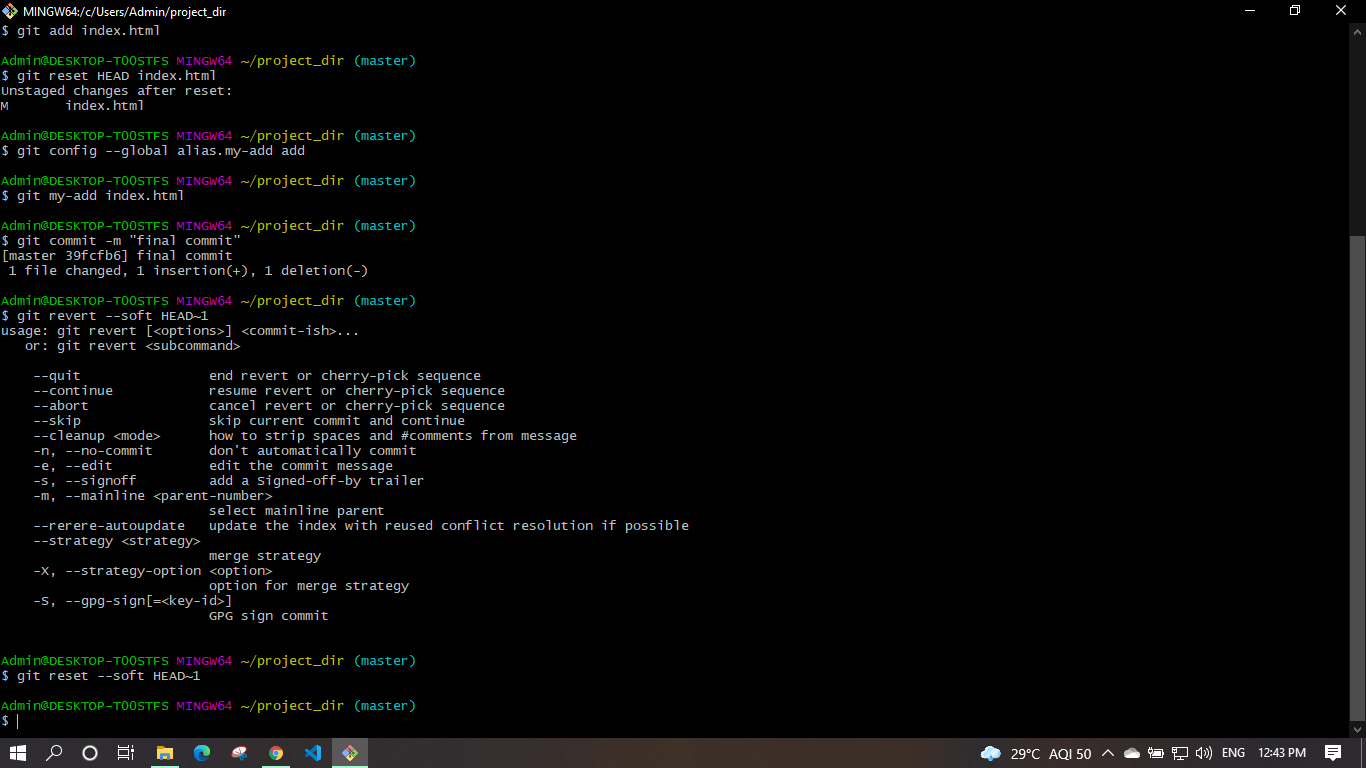 MINGW64:/c/Users/Admin/project_dir
$ git add index.html
Admin@DESKTOP-T0OSTFS MINGW64 ~/project_dir (master)
$ git reset HEAD index.html
Unstaged changes after reset:
M       index.html
Admin@DESKTOP-T0OSTFS MINGW64 ~/project_dir (master)
$ git config --global alias.my-add add
Admin@DESKTOP-T0OSTFS MINGW64 ~/project_dir (master)
$ git my-add index.html
Admin@DESKTOP-T0OSTFS MINGW64 ~/project_dir (master)
$ git commit -m "final commit"
[master 39fcfb6] final commit
 1 file changed, 1 insertion(+), 1 deletion(-)
Admin@DESKTOP-T0OSTFS MINGW64 ~/project_dir (master)
$ git revert --soft HEAD~1
usage: git revert [<options>] <commit-ish>...
   or: git revert <subcommand>
    --quit                end revert or cherry-pick sequence
    --continue            resume revert or cherry-pick sequence
    --abort               cancel revert or cherry-pick sequence
    --skip                skip current commit and continue
    --cleanup <mode>      how to strip spaces and #comments from message
    -n, --no-commit       don't automatically commit
    -e, --edit            edit the commit message
    -s, --signoff         add a Signed-off-by trailer
    -m, --mainline <parent-number>
                          select mainline parent
    --rerere-autoupdate   update the index with reused conflict resolution if possible
    --strategy <strategy>
                          merge strategy
    -X, --strategy-option <option>
                          option for merge strategy
    -S, --gpg-sign[=<key-id>]
                          GPG sign commit
Admin@DESKTOP-T0OSTFS MINGW64 ~/project_dir (master)
$ git reset --soft HEAD~1
Admin@DESKTOP-T0OSTFS MINGW64 ~/project_dir (master)
$
29°C AQI 50 ENG 12:43 PM